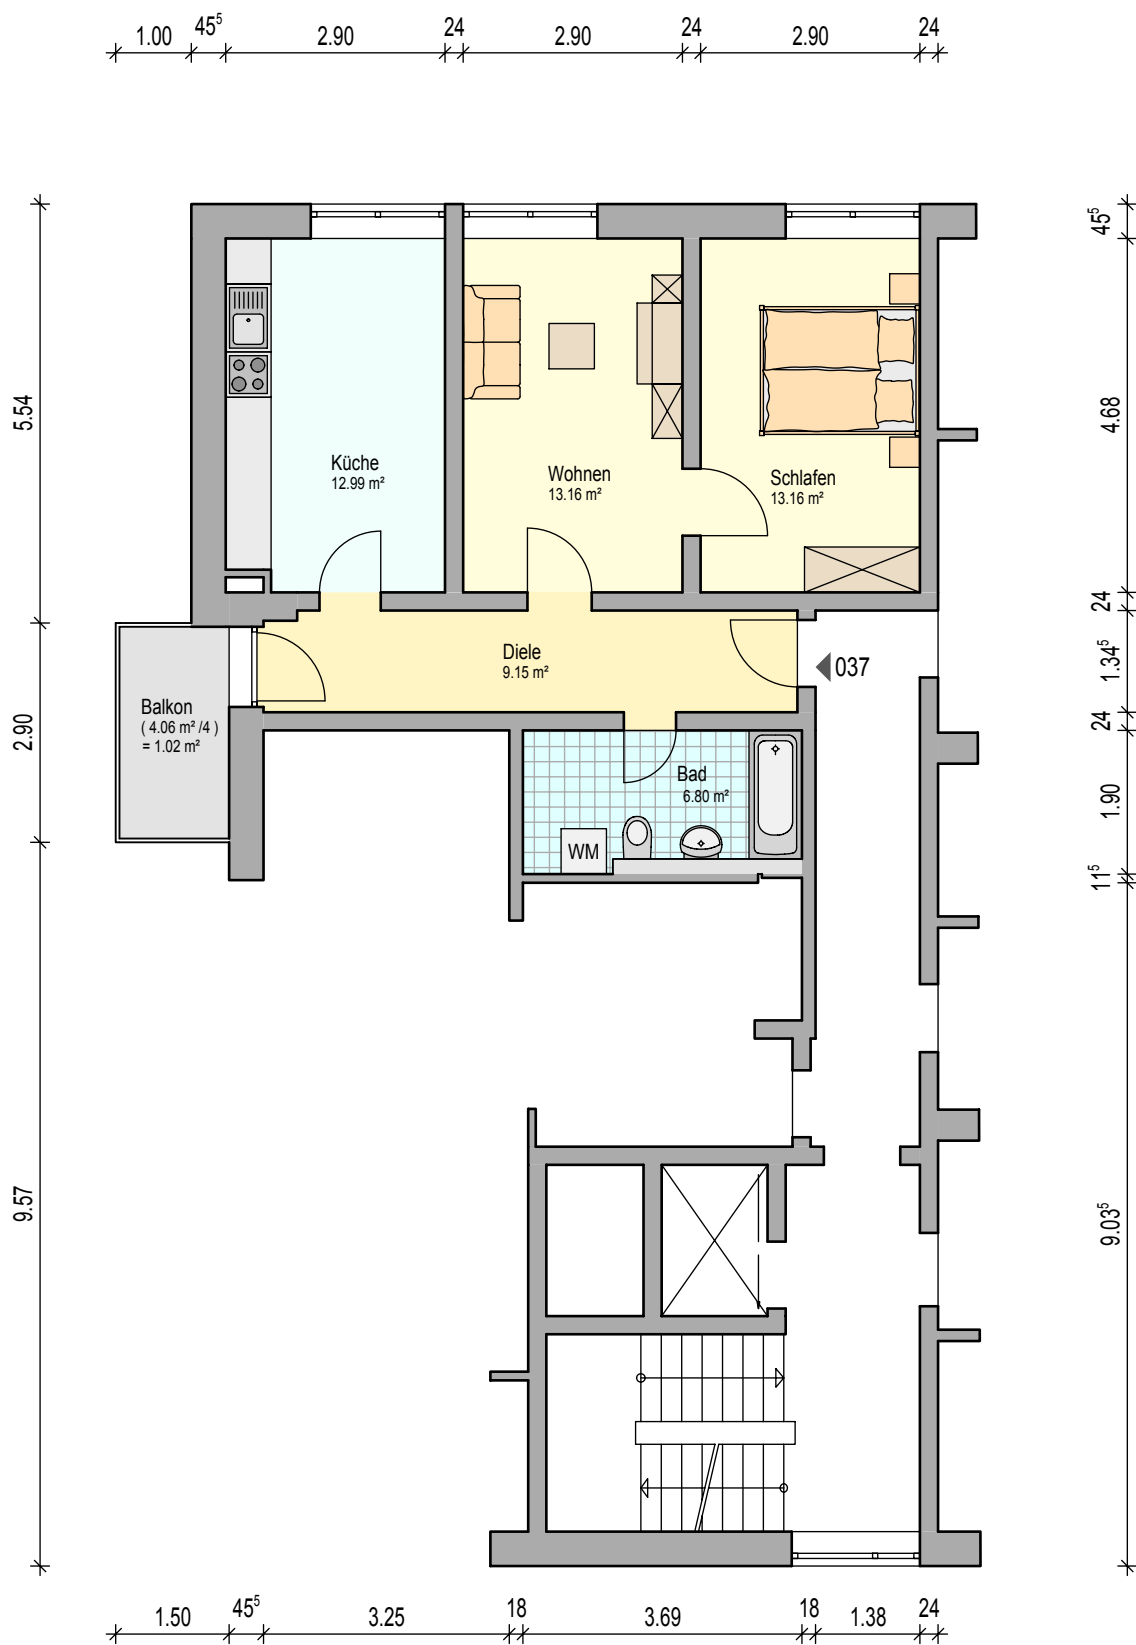 1.00 45⁵ 2.90 24 2.90 24 2.90 24
45⁵
5.54
4.68
Küche
12.99 m²
Wohnen
13.16 m²
Schlafen
13.16 m²
24
Diele
9.15 m²
037
1.34⁵
Balkon
( 4.06 m² /4 )
= 1.02 m²
2.90
24
Bad
6.80 m²
1.90
WM
11⁵
9.57
9.03⁵
1.50 45⁵ 3.25 18 3.69 18 1.38 24